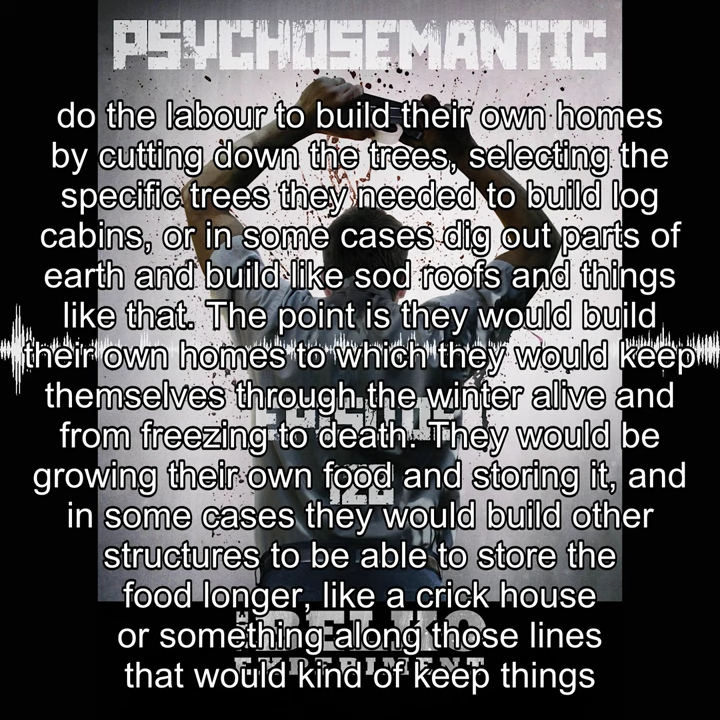 PSYCHOSEMANTIC
do the labour to build their own homes
by cutting down the trees, selecting the
specific trees they needed to build log
cabins, or in some cases dig out parts of
earth and build like sod roofs and things
like that. The point is they would build
their own homes to which they would keep
themselves through the winter alive and
from freezing to death. They would be
growing their own food and storing it, and
in some cases they would build other
structures to be able to store the
food longer, like a crick house
or something along those lines
that would kind of keep things